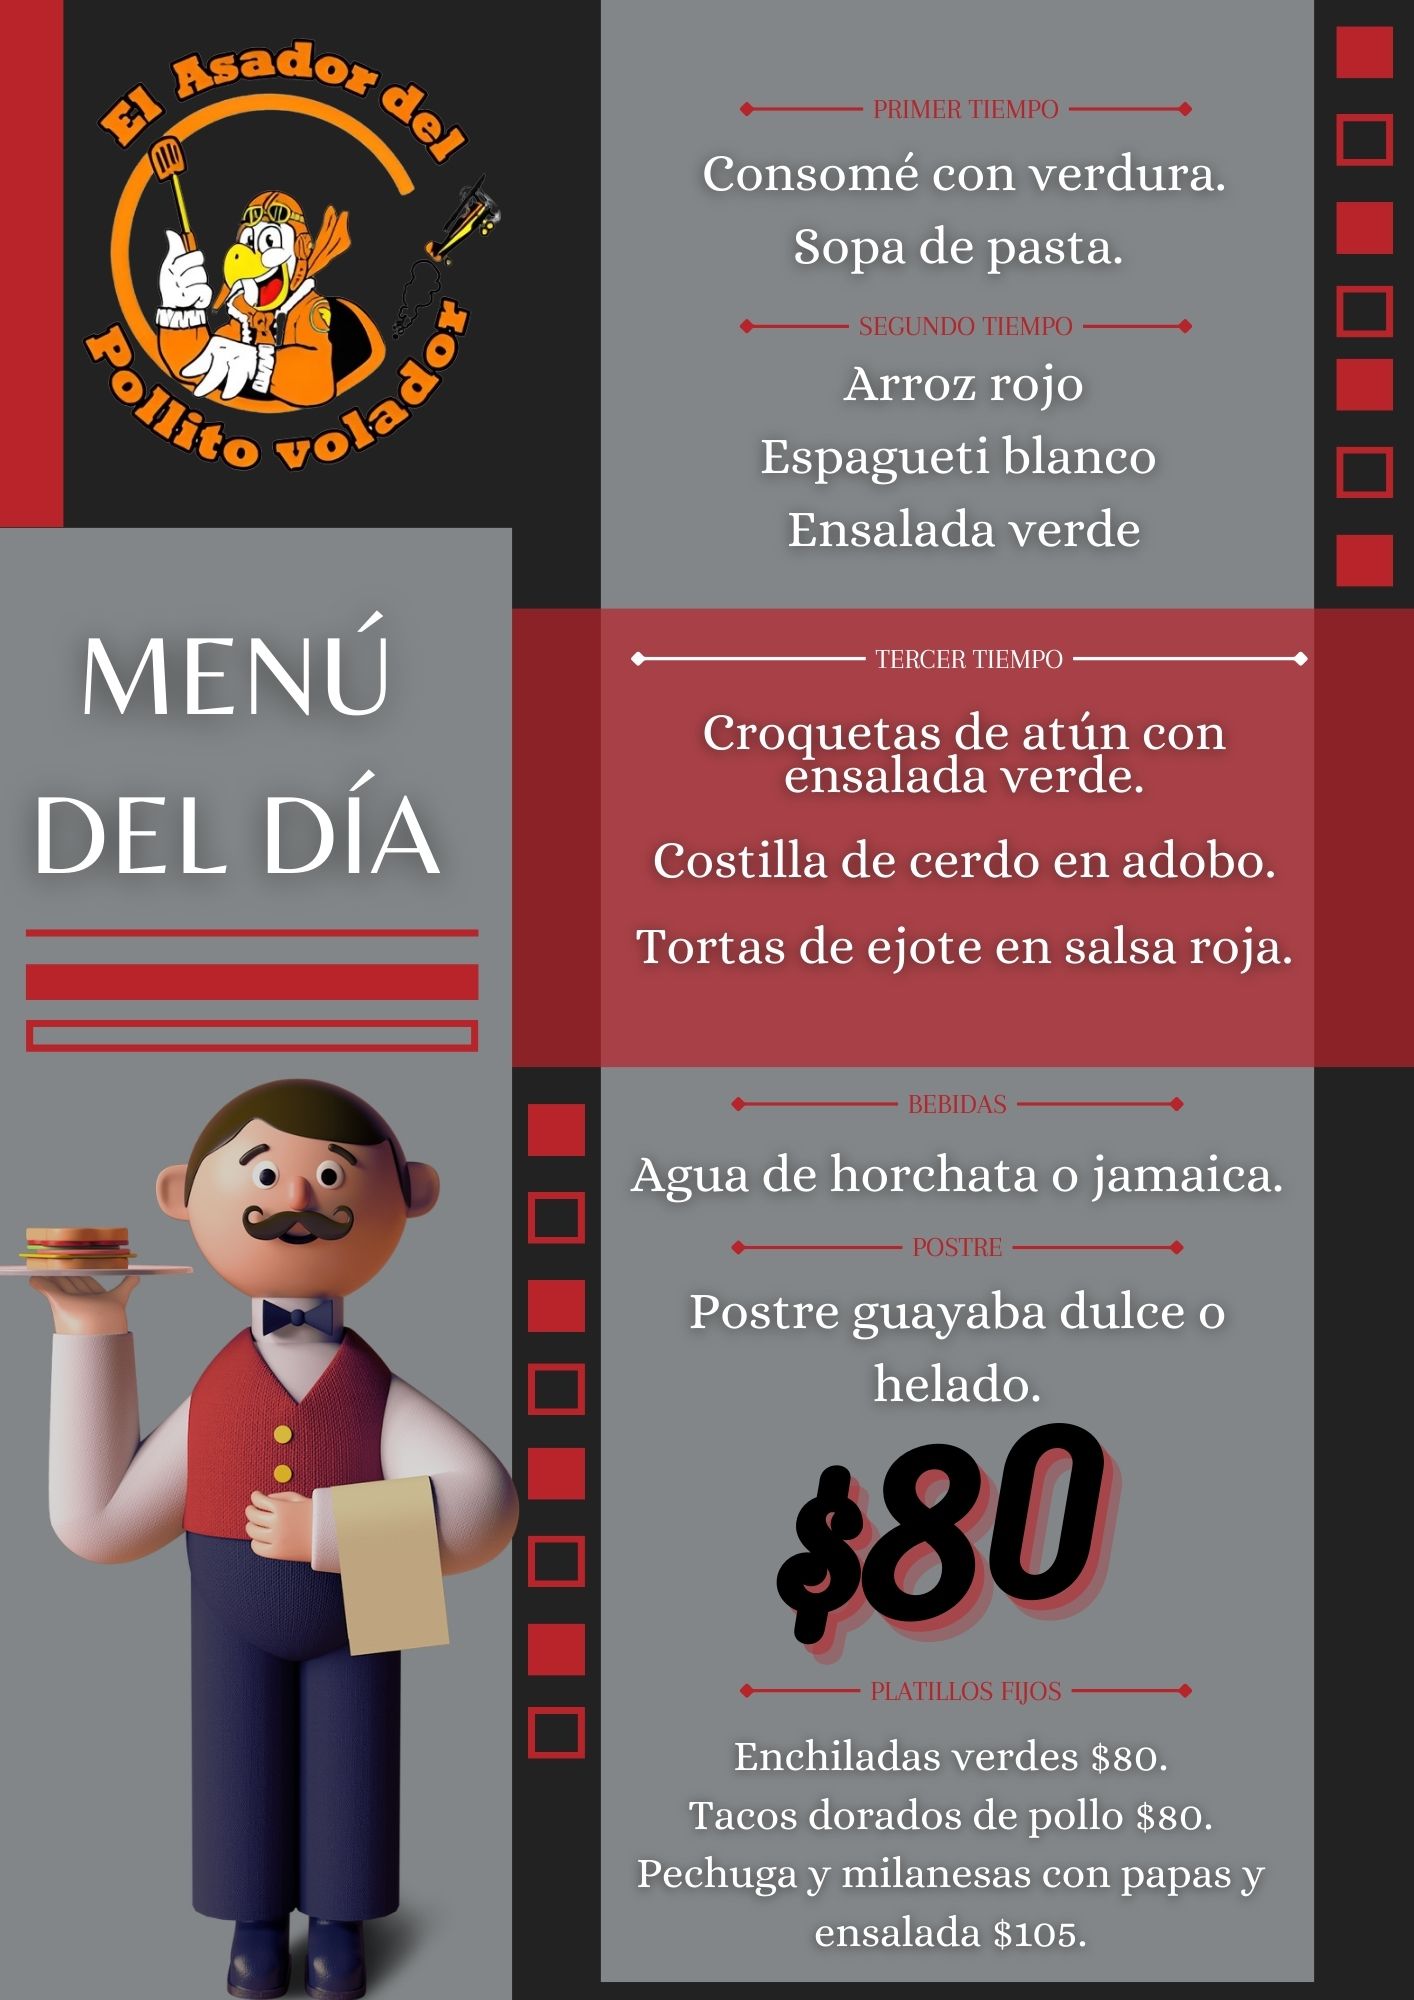 El Asador del
Pollito volador
MENÚ
DEL DÍA
PRIMER TIEMPO
Consomé con verdura.
Sopa de pasta.
SEGUNDO TIEMPO
Arroz rojo
Espagueti blanco
Ensalada verde
TERCER TIEMPO
Croquetas de atún con
ensalada verde.
Costilla de cerdo en adobo.
Tortas de ejote en salsa roja.
BEBIDAS
Agua de horchata o jamaica.
POSTRE
Postre guayaba dulce o
helado.
$80
PLATILLOS FIJOS
Enchiladas verdes $80.
Tacos dorados de pollo $80.
Pechuga y milanesas con papas y
ensalada $105.